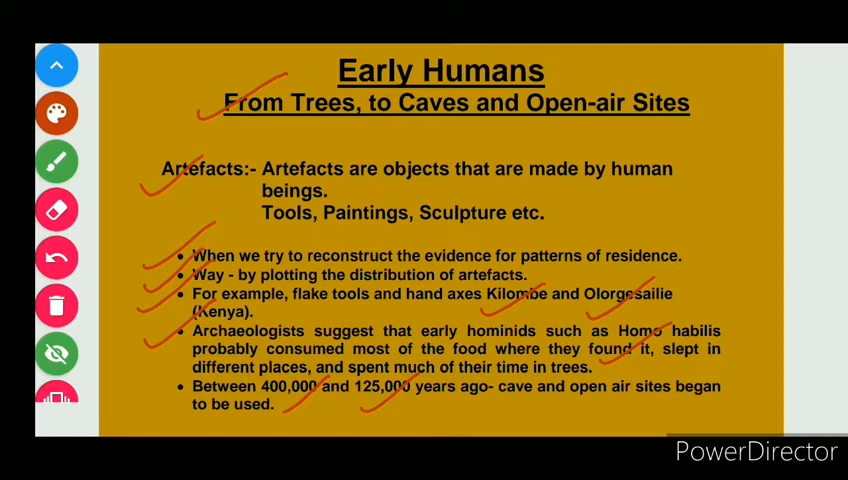 Early Humans
From Trees, to Caves and Open-air Sites
Artefacts:- Artefacts are objects that are made by human
beings.
Tools, Paintings, Sculpture etc.
• When we try to reconstruct the evidence for patterns of residence.
• Way - by plotting the distribution of artefacts.
• For example, flake tools and hand axes Kilombe and Olorgesailie
(Kenya).
• Archaeologists suggest that early hominids such as Homo habilis
probably consumed most of the food where they found it, slept in
different places, and spent much of their time in trees.
• Between 400,000 and 125,000 years ago- cave and open air sites began
to be used.
PowerDirector